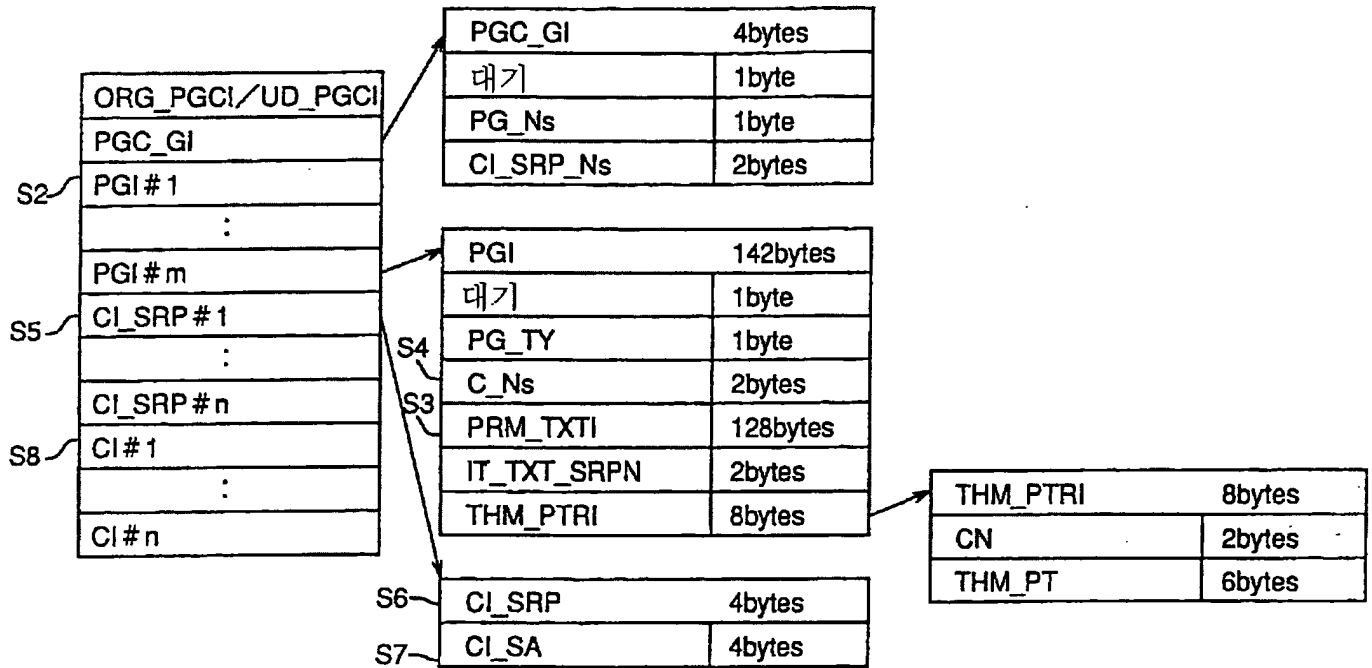 ORG_PGCI/UD_PGCI
PGC_GI
S2
PGI#1
:
PGI#m
S5
CI_SRP#1
:
CI_SRP#n
S8
CI#1
:
CI#n
PGC_GI 4bytes
대기 1byte
PG_Ns 1byte
CI_SRP_Ns 2bytes
PGI 142bytes
대기 1byte
PG_TY 1byte
S4
C_Ns 2bytes
S3
PRM_TXTI 128bytes
IT_TXT_SRPN 2bytes
THM_PTRI 8bytes
S6
CI_SRP 4bytes
S7
CI_SA 4bytes
THM_PTRI 8bytes
CN 2bytes
THM_PT 6bytes